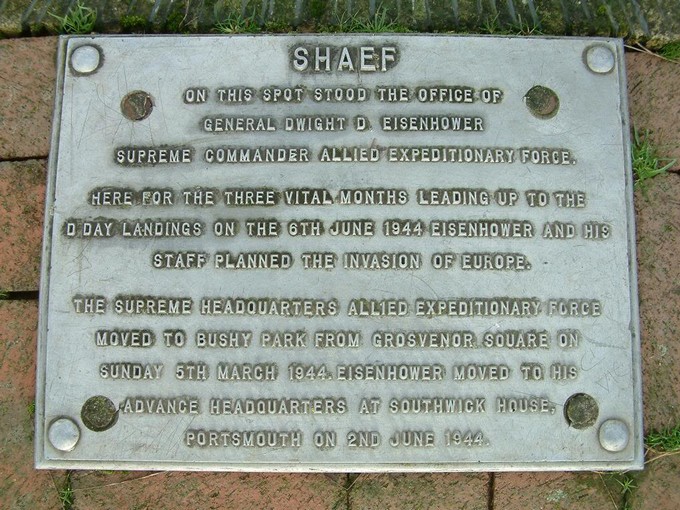 SHAEF
ON THIS SPOT STOOD THE OFFICE OF
GENERAL DWIGHT D. EISENHOWER
SUPREME COMMANDER ALLIED EXPEDITIONARY FORCE.
HERE FOR THE THREE VITAL MONTHS LEADING UP TO THE
D DAY LANDINGS ON THE 6TH JUNE 1944 EISENHOWER AND HIS
STAFF PLANNED THE INVASION OF EUROPE.
THE SUPREME HEADQUARTERS ALLIED EXPEDITIONARY FORCE
MOVED TO BUSHY PARK FROM GROSVENOR SQUARE ON
SUNDAY 5TH MARCH 1944. EISENHOWER MOVED TO HIS
ADVANCE HEADQUARTERS AT SOUTHWICK HOUSE,
PORTSMOUTH ON 2ND JUNE 1944.